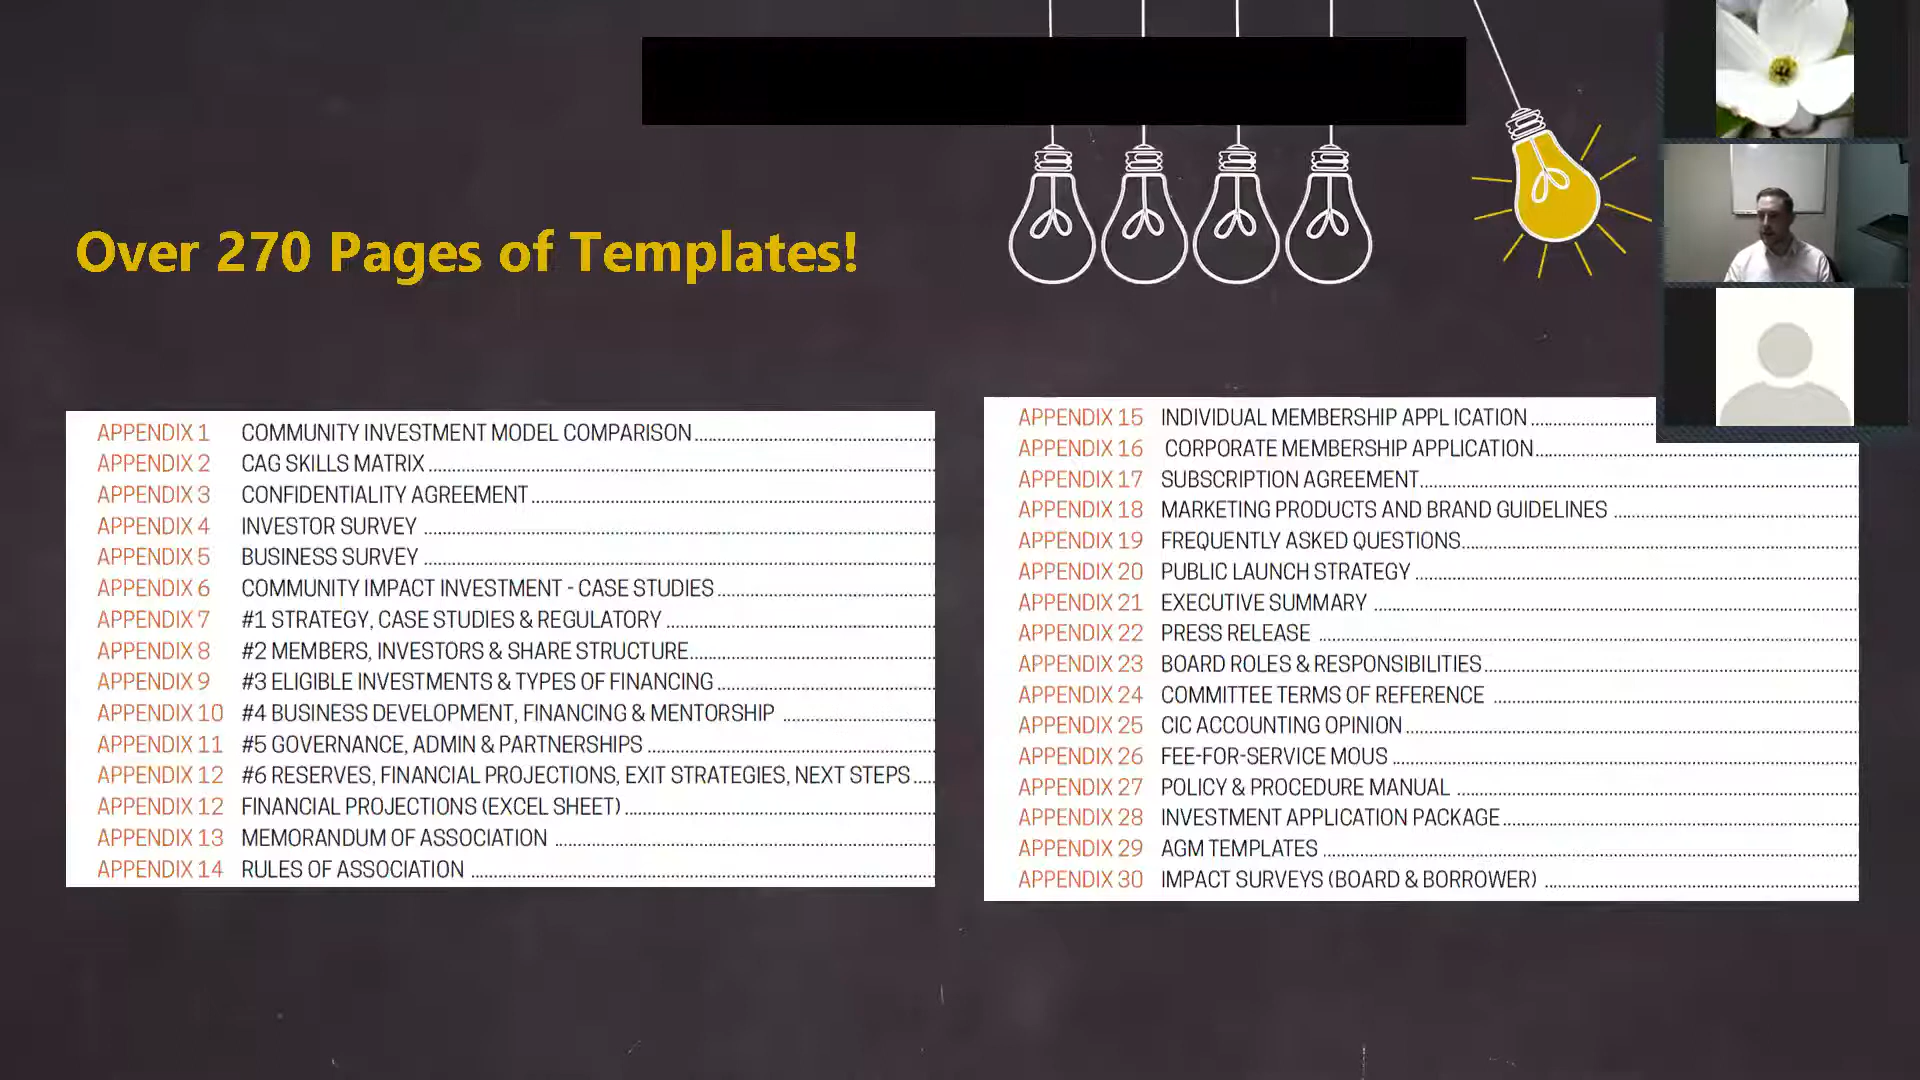 Over 270 Pages of Templates!
APPENDIX 1 COMMUNITY INVESTMENT MODEL COMPARISON
APPENDIX 2 CAG SKILLS MATRIX
APPENDIX 3 CONFIDENTIALITY AGREEMENT
APPENDIX 4 INVESTOR SURVEY
APPENDIX 5 BUSINESS SURVEY
APPENDIX 6 COMMUNITY IMPACT INVESTMENT - CASE STUDIES
APPENDIX 7 #1 STRATEGY, CASE STUDIES & REGULATORY
APPENDIX 8 #2 MEMBERS, INVESTORS & SHARE STRUCTURE
APPENDIX 9 #3 ELIGIBLE INVESTMENTS & TYPES OF FINANCING
APPENDIX 10 #4 BUSINESS DEVELOPMENT, FINANCING & MENTORSHIP
APPENDIX 11 #5 GOVERNANCE, ADMIN & PARTNERSHIPS
APPENDIX 12 #6 RESERVES, FINANCIAL PROJECTIONS, EXIT STRATEGIES, NEXT STEPS
APPENDIX 12 FINANCIAL PROJECTIONS (EXCEL SHEET)
APPENDIX 13 MEMORANDUM OF ASSOCIATION
APPENDIX 14 RULES OF ASSOCIATION
APPENDIX 15 INDIVIDUAL MEMBERSHIP APPLICATION
APPENDIX 16 CORPORATE MEMBERSHIP APPLICATION
APPENDIX 17 SUBSCRIPTION AGREEMENT
APPENDIX 18 MARKETING PRODUCTS AND BRAND GUIDELINES
APPENDIX 19 FREQUENTLY ASKED QUESTIONS
APPENDIX 20 PUBLIC LAUNCH STRATEGY
APPENDIX 21 EXECUTIVE SUMMARY
APPENDIX 22 PRESS RELEASE
APPENDIX 23 BOARD ROLES & RESPONSIBILITIES
APPENDIX 24 COMMITTEE TERMS OF REFERENCE
APPENDIX 25 CIC ACCOUNTING OPINION
APPENDIX 26 FEE-FOR-SERVICE MOUS
APPENDIX 27 POLICY & PROCEDURE MANUAL
APPENDIX 28 INVESTMENT APPLICATION PACKAGE
APPENDIX 29 AGM TEMPLATES
APPENDIX 30 IMPACT SURVEYS (BOARD & BORROWER)